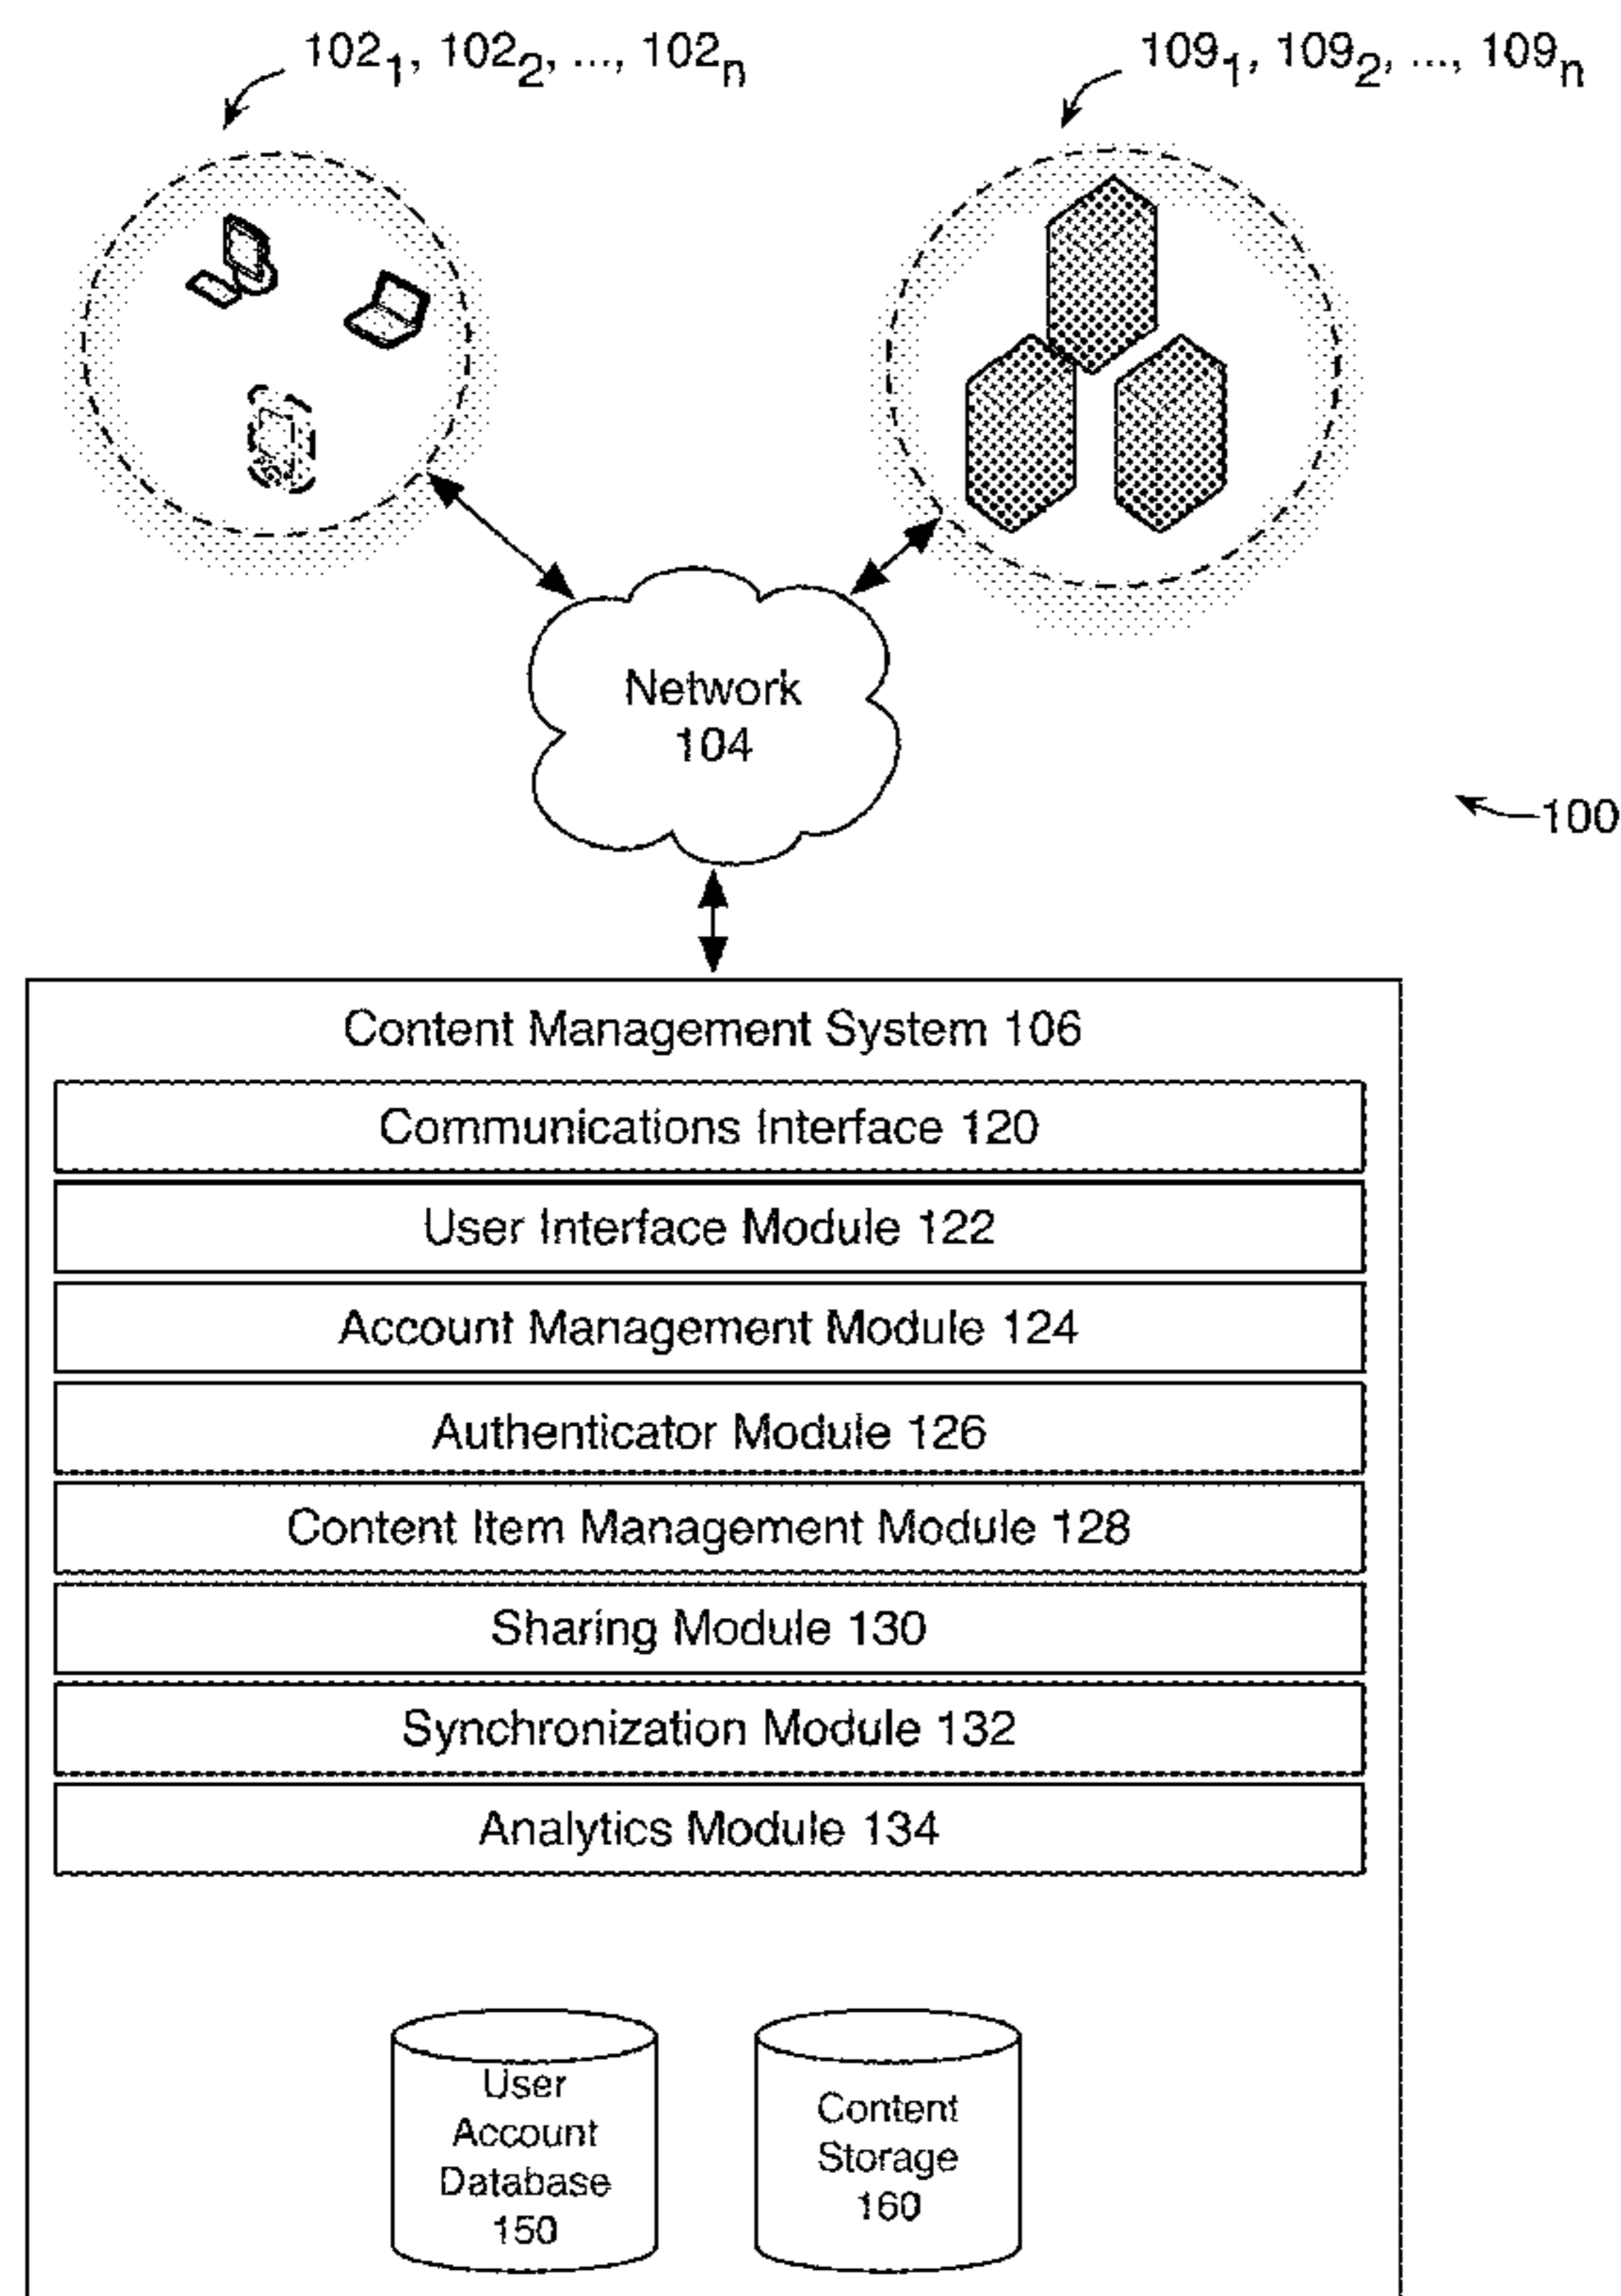 102₁, 102₂, ..., 102ₙ
109₁, 109₂, ..., 109ₙ
Network
104
100
Content Management System 106
Communications Interface 120
User Interface Module 122
Account Management Module 124
Authenticator Module 126
Content Item Management Module 128
Sharing Module 130
Synchronization Module 132
Analytics Module 134
User
Account
Database
150
Content
Storage
160